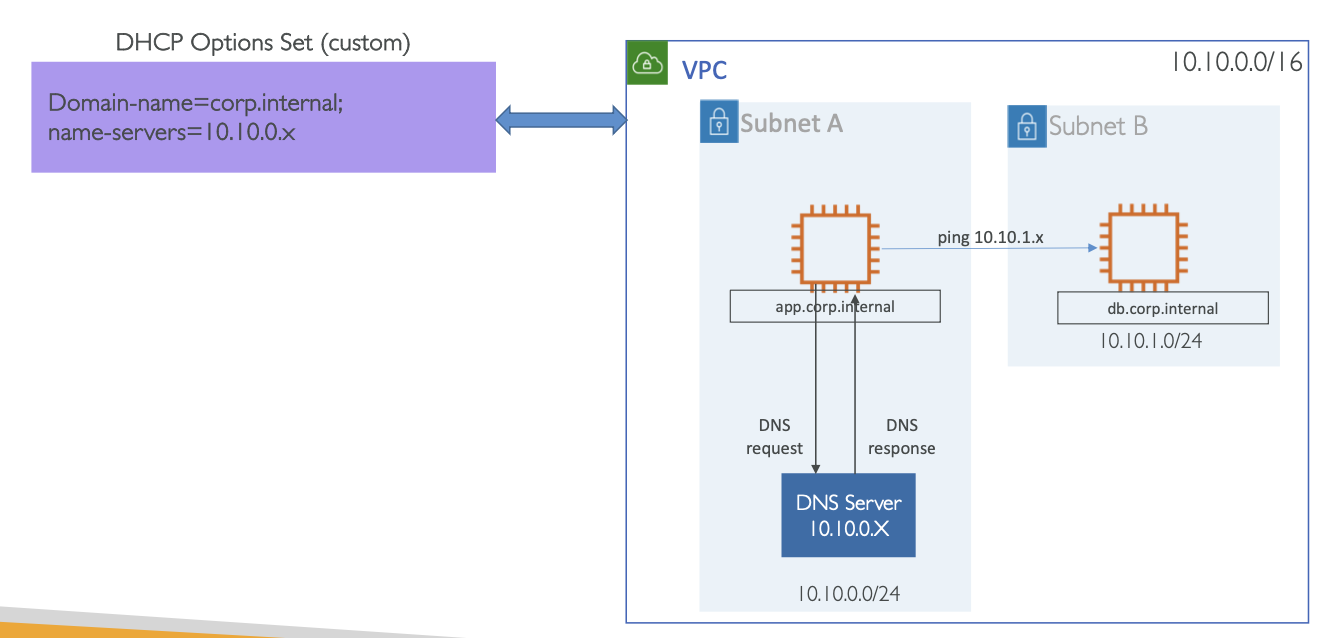 DHCP Options Set (custom)
Domain-name=corp.internal;
name-servers=10.10.0.x
VPC
10.10.0.0/16
Subnet A
Subnet B
ping 10.10.1.x
app.corp.internal
db.corp.internal
10.10.1.0/24
DNS
request
DNS
response
DNS Server
10.10.0.X
10.10.0.0/24